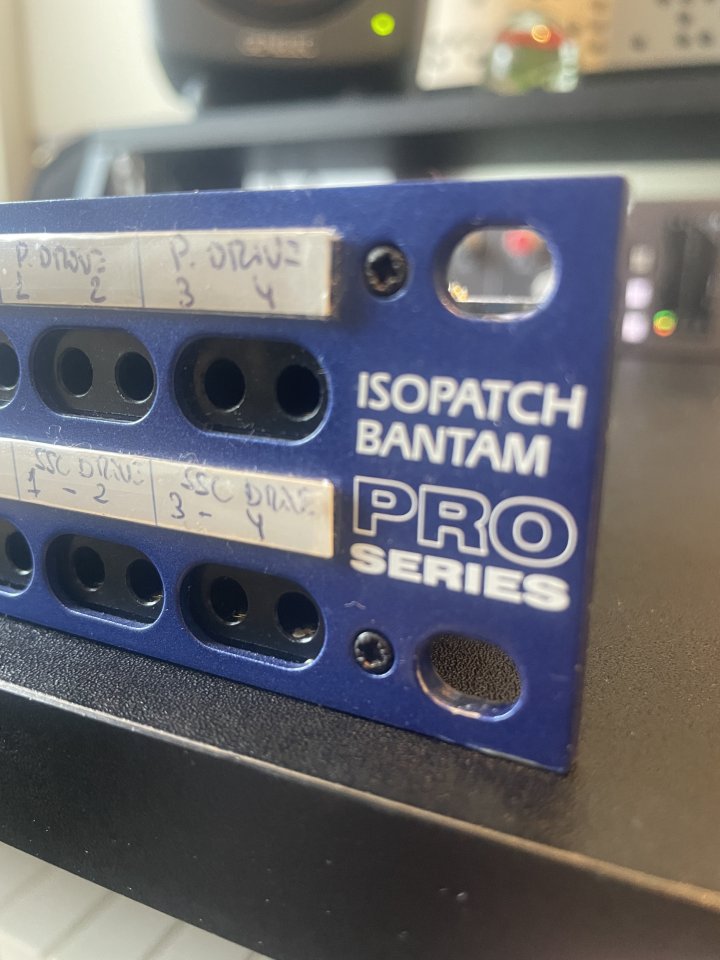 P. DRIVE P. DRIVE
2 3 4
ISOPATCH
BANTAM
SSC DRIVE SSC DRIVE
1 - 2 3 - 4
PRO
SERIES